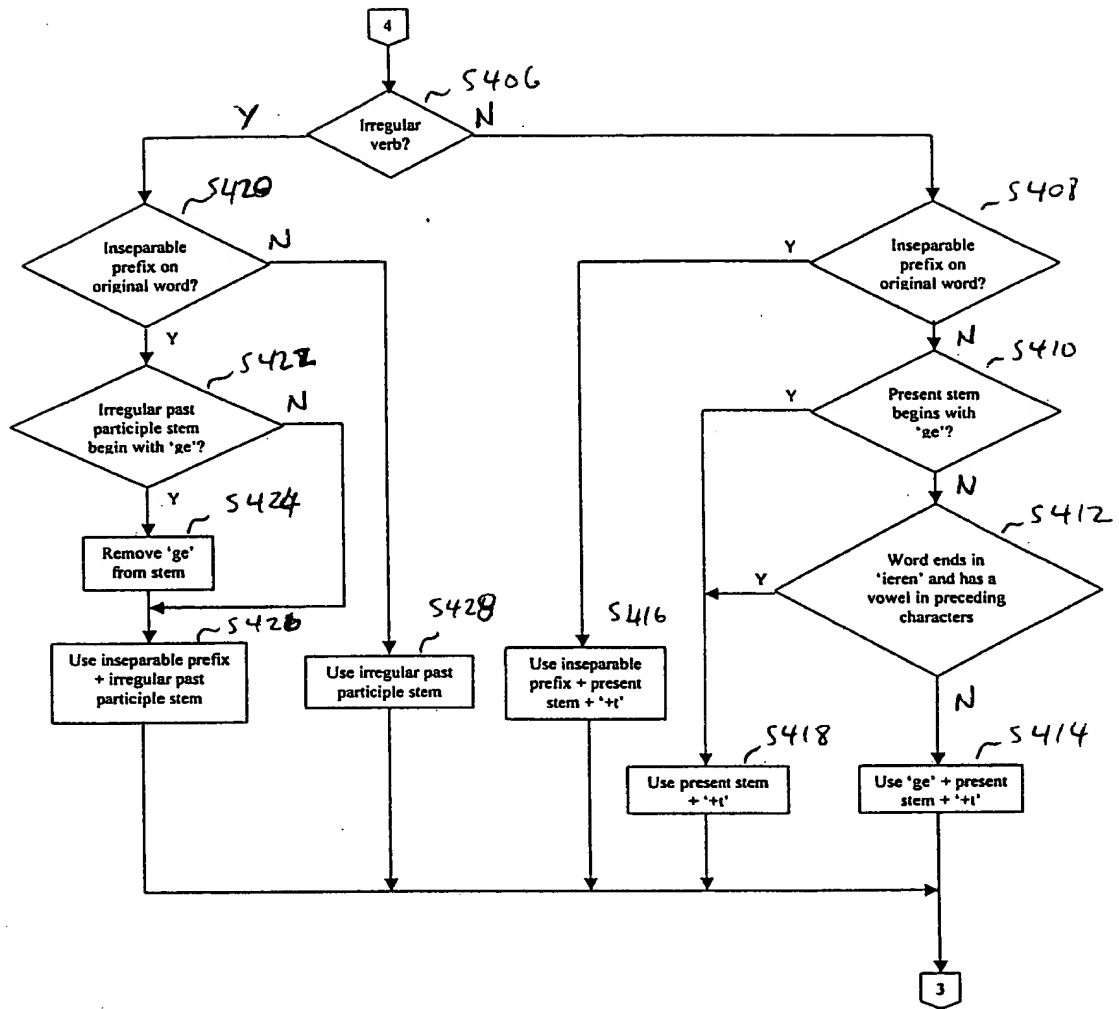 4
S406
Y
Irregular
verb?
N
S420
Inseparable
prefix on
original word?
N
S408
Y
Inseparable
prefix on
original word?
Y
S422
N
S410
Irregular past
participle stem
begin with ‘ge’?
N
Y
Present stem
begins with
‘ge’?
Y
S424
N
S412
Remove ‘ge’
from stem
Y
Word ends in
‘ieren’ and has a
vowel in preceding
characters
S426
S428
S416
Use inseparable prefix
+ irregular past
participle stem
Use irregular past
participle stem
Use inseparable
prefix + present
stem + ‘+t’
N
S418
S414
Use present stem
+ ‘+t’
Use ‘ge’ + present
stem + ‘+t’
3